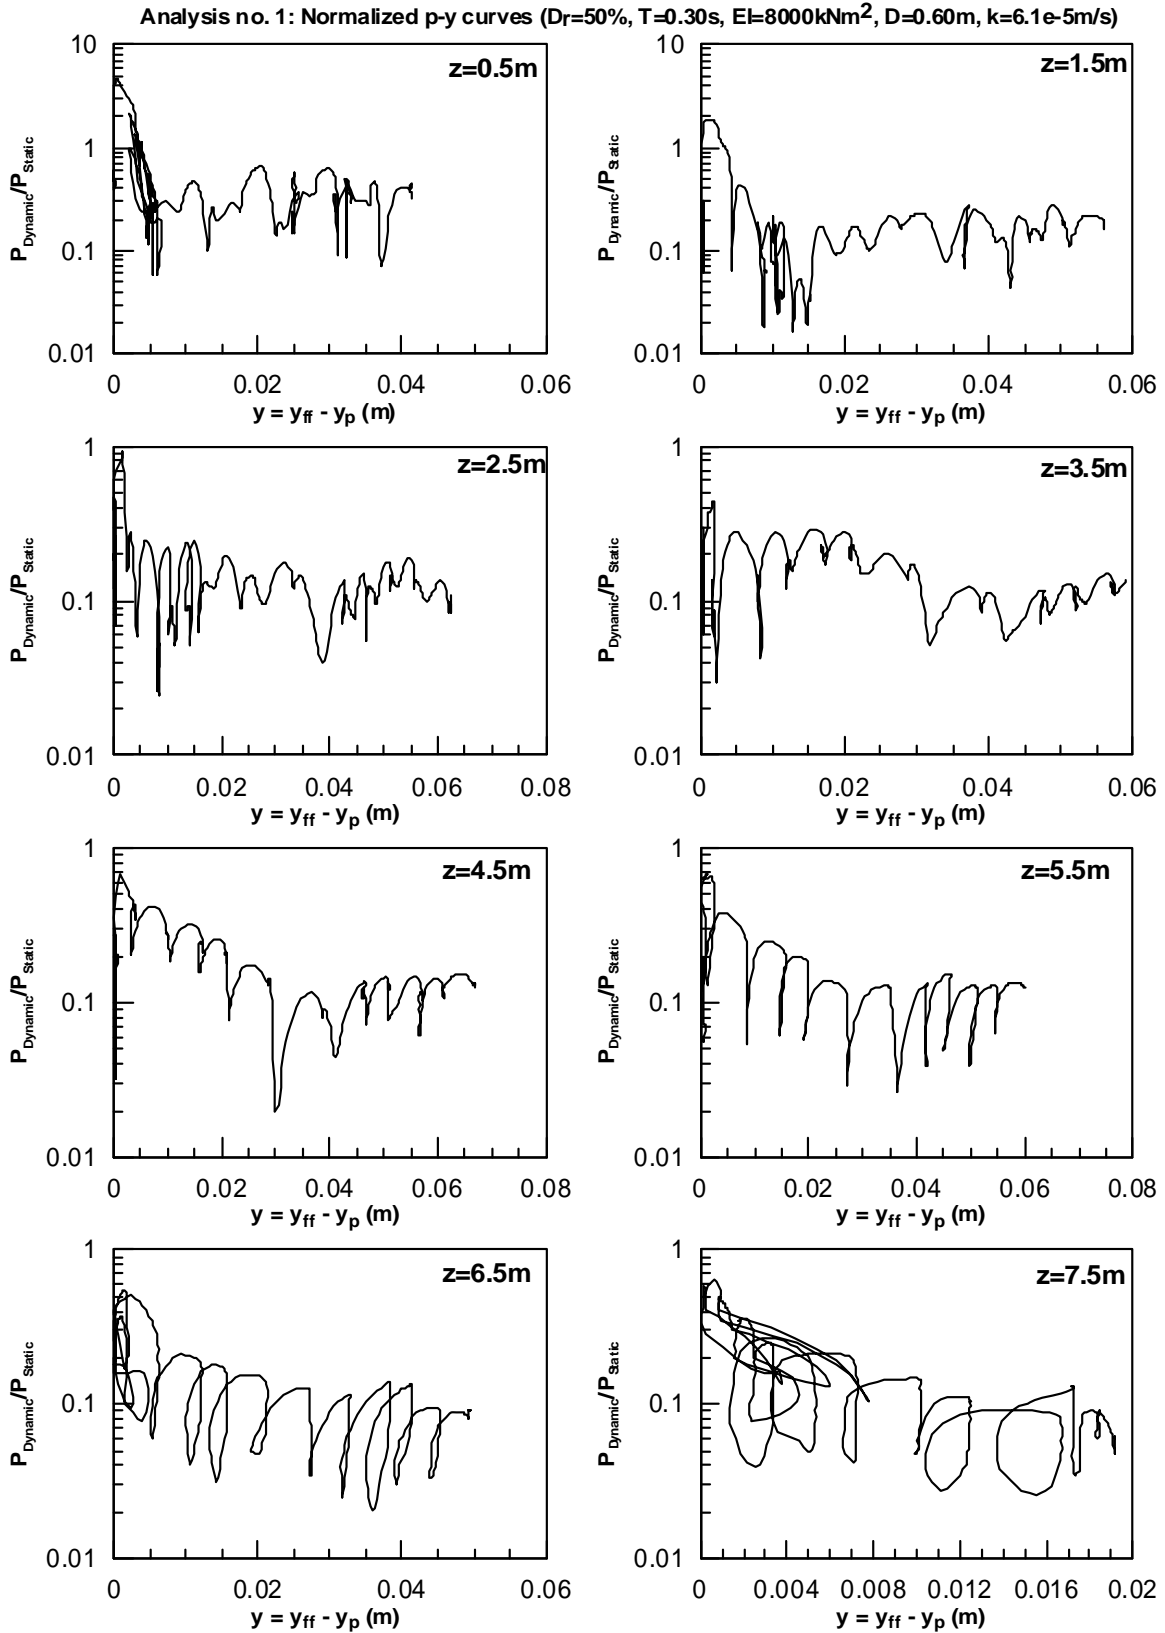 Analysis no. 1: Normalized p-y curves (Dr=50%, T=0.30s, EI=8000kNm2, D=0.60m, k=6.1e-5m/s)
z=0.5m
10
1
0.1
0.01
PDynamic/PStatic
0 0.02 0.04 0.06
y = yff - yp (m)
z=1.5m
10
1
0.1
0.01
PDynamic/PStatic
0 0.02 0.04 0.06
y = yff - yp (m)
z=2.5m
1
0.1
0.01
PDynamic/PStatic
0 0.02 0.04 0.06 0.08
y = yff - yp (m)
z=3.5m
1
0.1
0.01
PDynamic/PStatic
0 0.02 0.04 0.06
y = yff - yp (m)
z=4.5m
1
0.1
0.01
PDynamic/PStatic
0 0.02 0.04 0.06 0.08
y = yff - yp (m)
z=5.5m
1
0.1
0.01
PDynamic/PStatic
0 0.02 0.04 0.06 0.08
y = yff - yp (m)
z=6.5m
1
0.1
0.01
PDynamic/PStatic
0 0.02 0.04 0.06
y = yff - yp (m)
z=7.5m
1
0.1
0.01
PDynamic/PStatic
0 0.004 0.008 0.012 0.016 0.02
y = yff - yp (m)